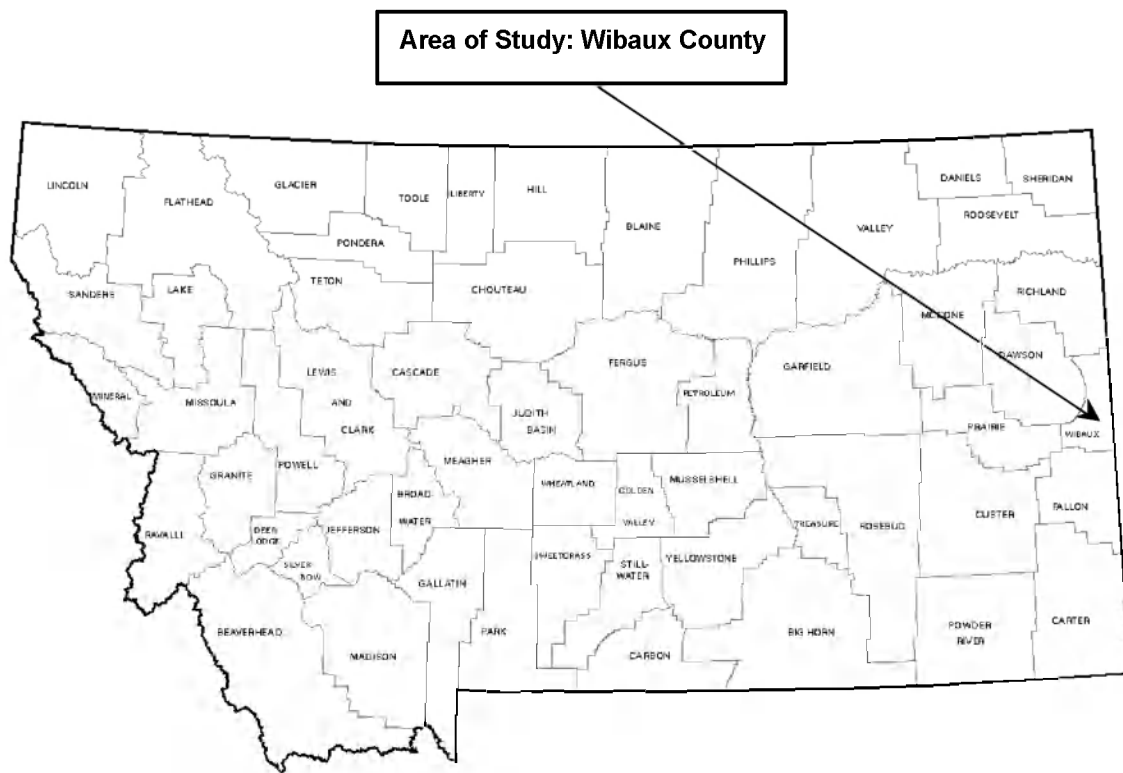 Area of Study: Wibaux County
LINCOLN
FLATHEAD
GLACIER
TOOLE
LIBERTY
HILL
BLAINE
PHILLIPS
VALLEY
DANIELS
SHERIDAN
ROOSEVELT
PONDERA
TETON
CHOUTEAU
SANDERS
LAKE
RICHLAND
MCCONE
DAWSON
GARFIELD
FERGUS
PETROLEUM
CASCADE
LEWIS
AND
CLARK
JUDITH
BASIN
MINERAL
MISSOULA
PRAIRIE
WIBAUX
POWELL
GRANITE
MEAGHER
BROAD-
WATER
WHEATLAND
GOLDEN
VALLEY
MUSSELSHELL
TREASURE
ROSEBUD
CUSTER
FALLON
RAVALLI
DEER
LODGE
JEFFERSON
SILVER
BOW
GALLATIN
SWEETGRASS
STILL-
WATER
YELLOWSTONE
BEAVERHEAD
MADISON
PARK
CARBON
BIG HORN
POWDER
RIVER
CARTER